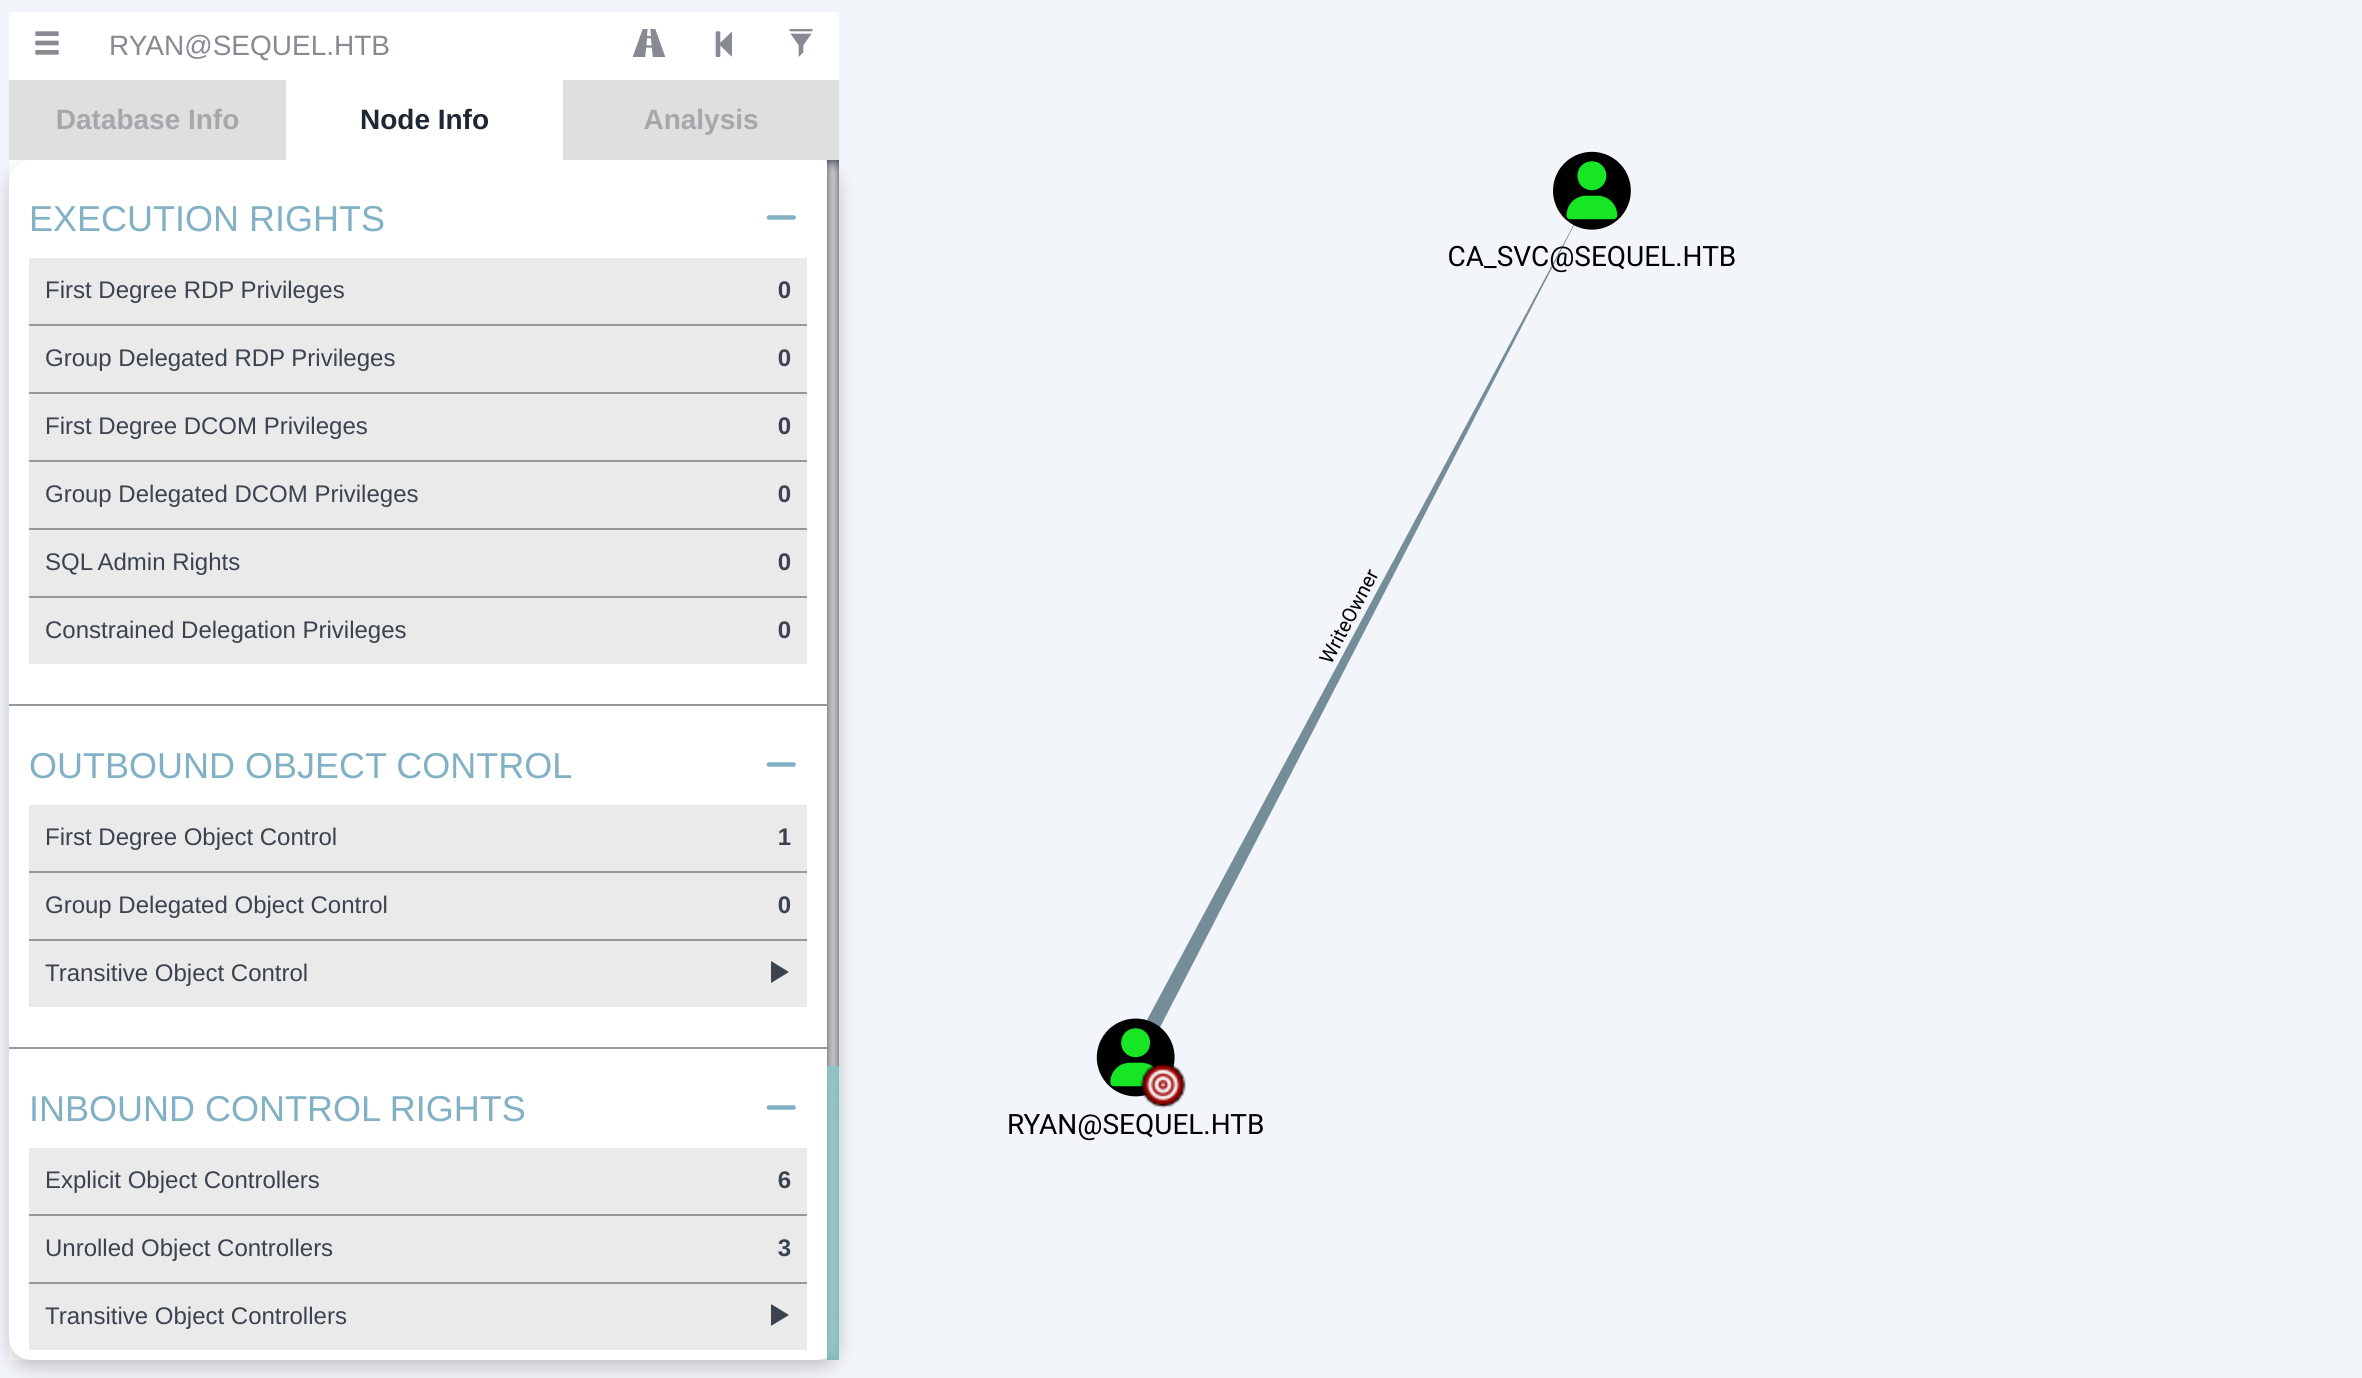 RYAN@SEQUEL.HTB
Database Info
Node Info
Analysis
EXECUTION RIGHTS
First Degree RDP Privileges 0
Group Delegated RDP Privileges 0
First Degree DCOM Privileges 0
Group Delegated DCOM Privileges 0
SQL Admin Rights 0
Constrained Delegation Privileges 0
OUTBOUND OBJECT CONTROL
First Degree Object Control 1
Group Delegated Object Control 0
Transitive Object Control
INBOUND CONTROL RIGHTS
Explicit Object Controllers 6
Unrolled Object Controllers 3
Transitive Object Controllers
CA_SVC@SEQUEL.HTB
WriteOwner
RYAN@SEQUEL.HTB